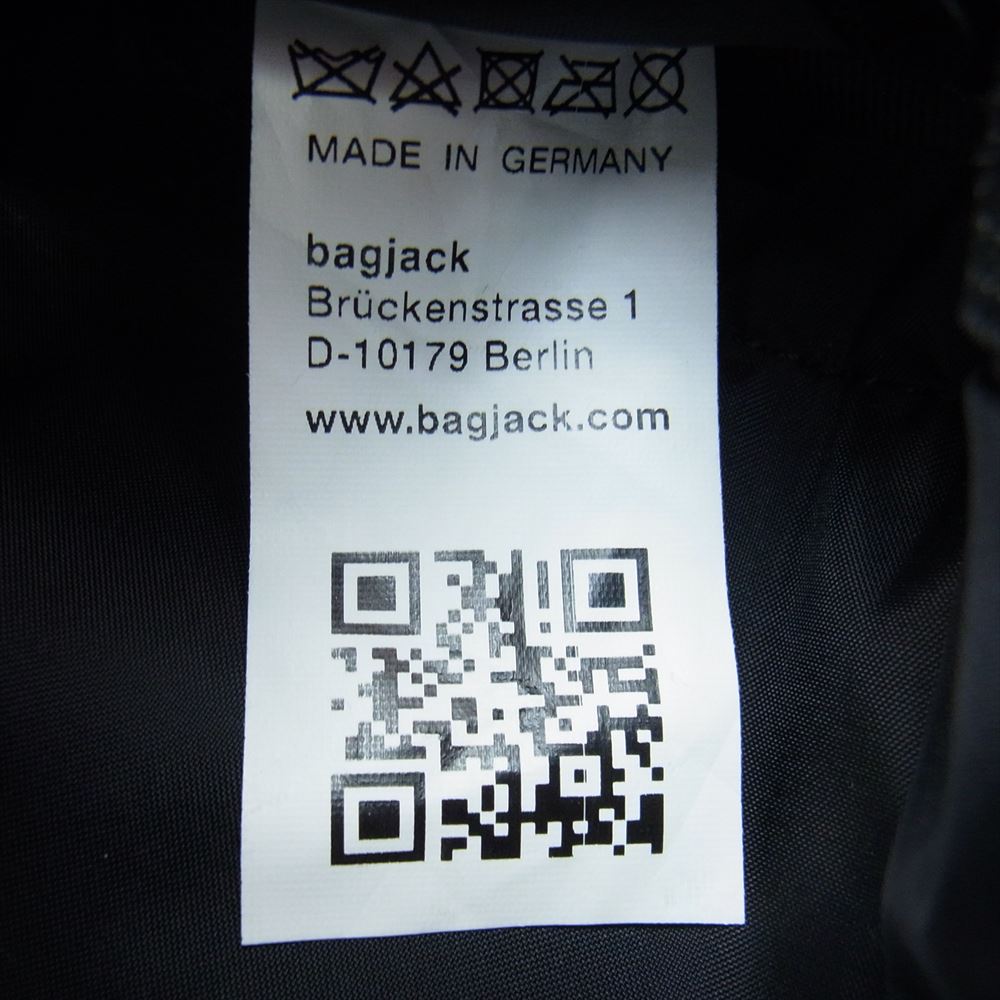 MADE IN GERMANY
bagjack
Brückenstrasse 1
D-10179 Berlin
www.bagjack.com